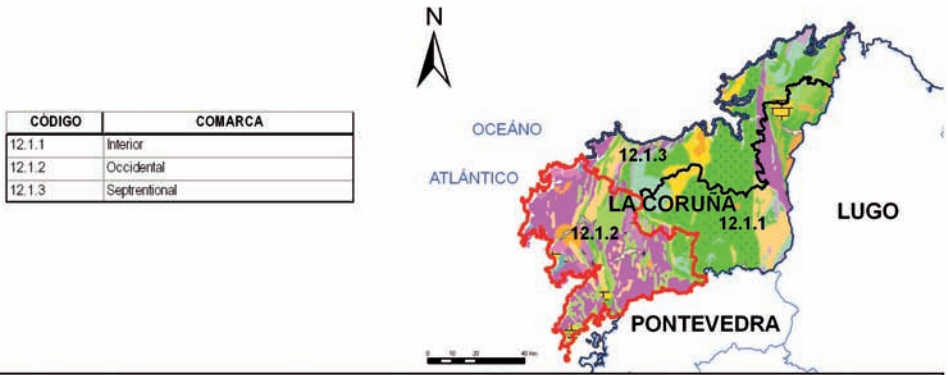 CÓDIGO COMARCA
12.1.1 Interior
12.1.2 Occidental
12.1.3 Septrentional
N
OCEÁNO
ATLÁNTICO
12.1.3
LA CORUÑA
12.1.1
12.1.2
LUGO
PONTEVEDRA
0 10 20 40 Km